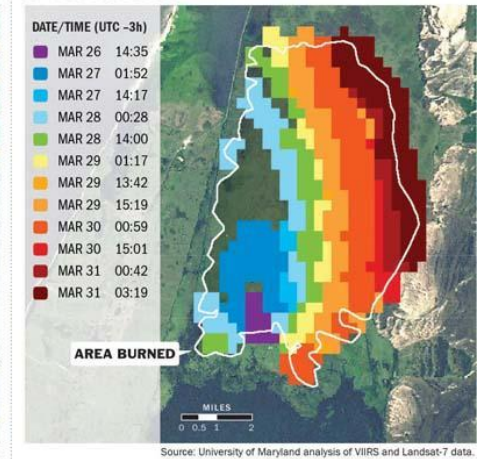 DATE/TIME (UTC –3h)
MAR 26 14:35
MAR 27 01:52
MAR 27 14:17
MAR 28 00:28
MAR 28 14:00
MAR 29 01:17
MAR 29 13:42
MAR 29 15:19
MAR 30 00:59
MAR 30 15:01
MAR 31 00:42
MAR 31 03:19
AREA BURNED
MILES
0 0.5 1 2
Source: University of Maryland analysis of VIIRS and Landsat-7 data.